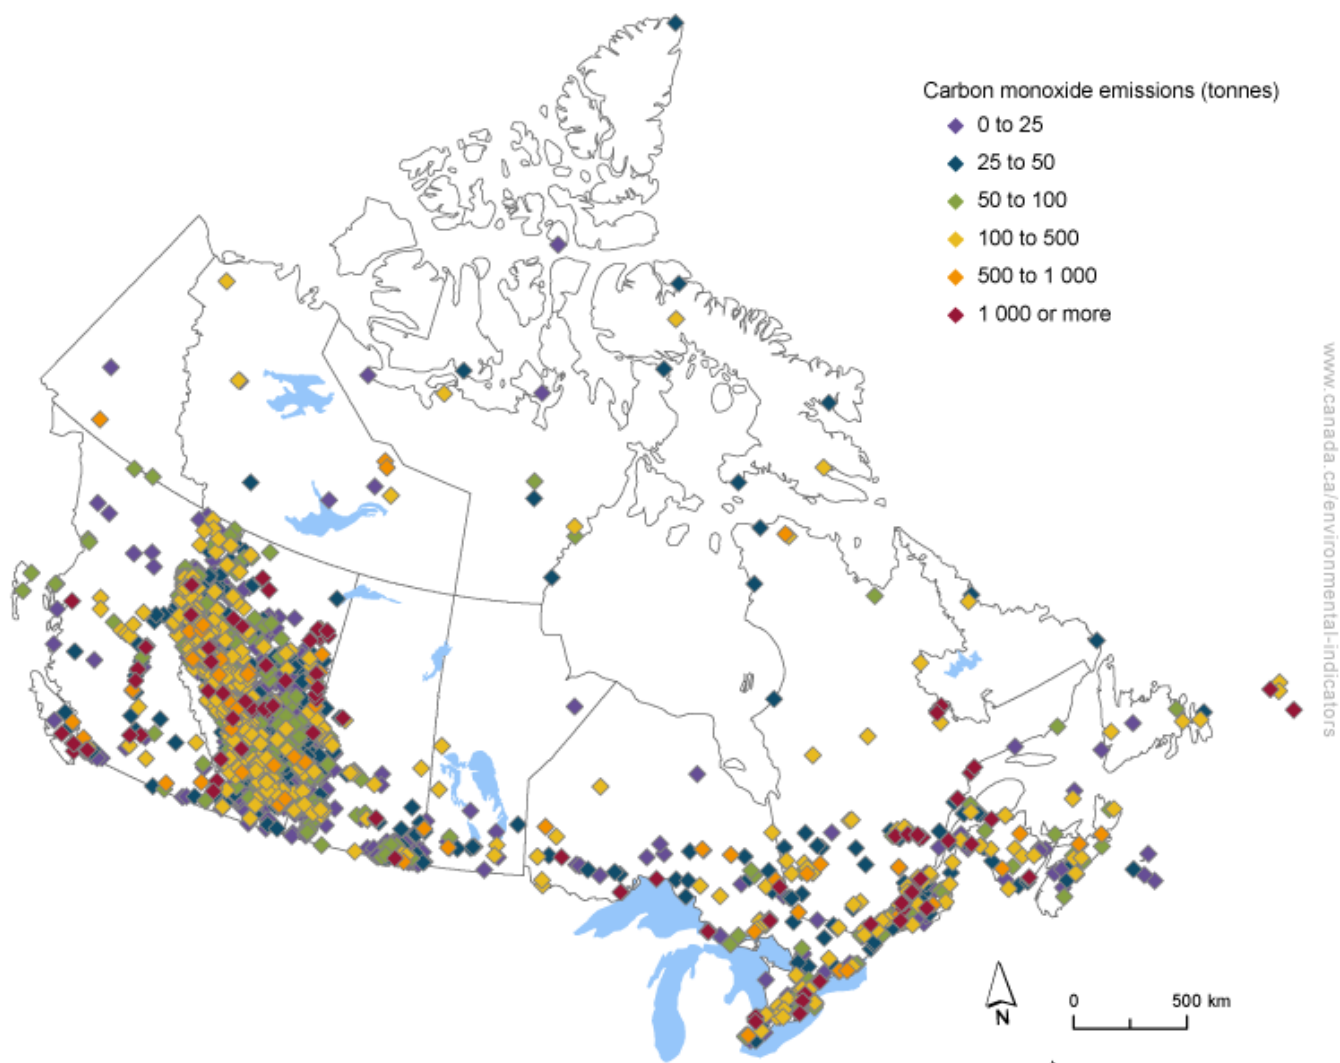 Carbon monoxide emissions (tonnes)
0 to 25
25 to 50
50 to 100
100 to 500
500 to 1 000
1 000 or more
www.canada.ca/environmental-indicators
N
0 500 km